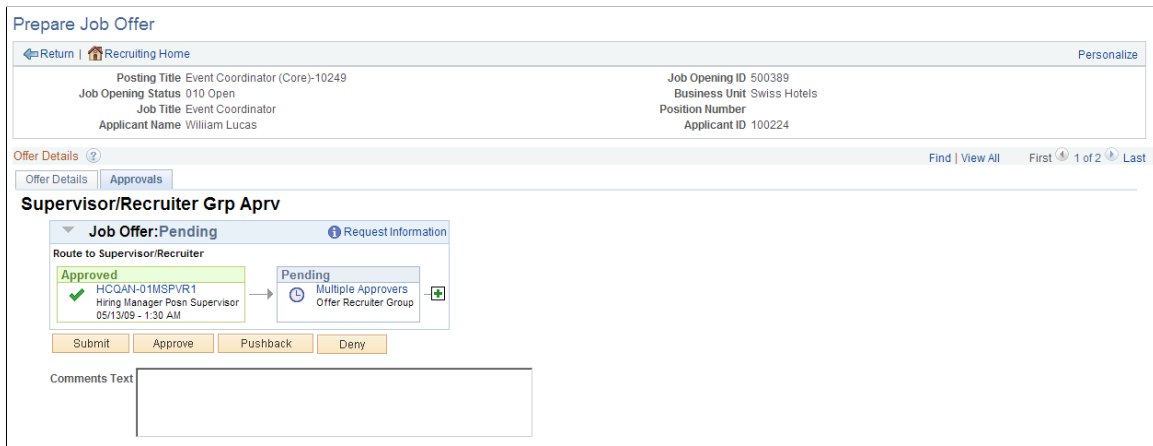 Prepare Job Offer
Return | Recruiting Home Personalize
Posting Title Event Coordinator (Core)-10249 Job Opening ID 500389
Job Opening Status 010 Open Business Unit Swiss Hotels
Job Title Event Coordinator Position Number
Applicant Name Wiliiam Lucas Applicant ID 100224
Offer Details ? Find | View All First 1 of 2 Last
Offer Details Approvals
Supervisor/Recruiter Grp Aprv
Job Offer:Pending i Request Information
Route to Supervisor/Recruiter
Approved Pending
HCQAN-01MSPVR1 Multiple Approvers
Hiring Manager Posn Supervisor Offer Recruiter Group
05/13/09 - 1:30 AM
Submit Approve Pushback Deny
Comments Text